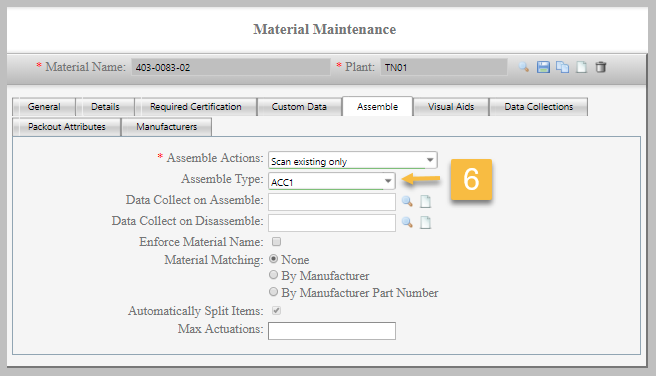 Material Maintenance
* Material Name: 403-0083-02 * Plant: TN01
General Details Required Certification Custom Data Assemble Visual Aids Data Collections
Packout Attributes Manufacturers
* Assemble Actions: Scan existing only
Assemble Type: ACC1 6
Data Collect on Assemble:
Data Collect on Disassemble:
Enforce Material Name:
Material Matching: None
By Manufacturer
By Manufacturer Part Number
Automatically Split Items:
Max Actuations: